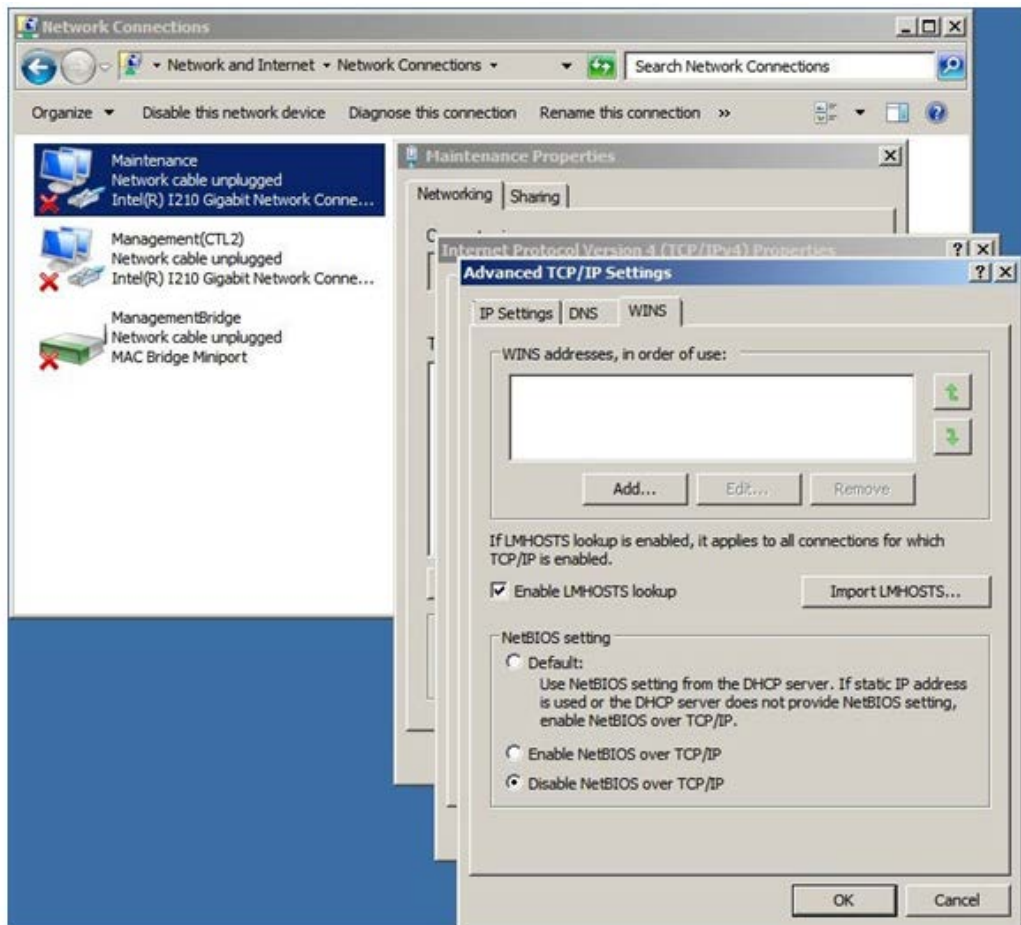 Network Connections
Network and Internet Network Connections Search Network Connections
Organize Disable this network device Diagnose this connection Rename this connection »
Maintenance
Network cable unplugged
Intel(R) I210 Gigabit Network Conne...
Management(CTL2)
Network cable unplugged
Intel(R) I210 Gigabit Network Conne...
ManagementBridge
Network cable unplugged
MAC Bridge Miniport
Maintenance Properties
Networking Sharing
Internet Protocol Version 4 (TCP/IPv4) Properties
Advanced TCP/IP Settings
IP Settings DNS WINS
WINS addresses, in order of use:
Add... Edit... Remove
If LMHOSTS lookup is enabled, it applies to all connections for which
TCP/IP is enabled.
Enable LMHOSTS lookup Import LMHOSTS...
NetBIOS setting
Default:
Use NetBIOS setting from the DHCP server. If static IP address
is used or the DHCP server does not provide NetBIOS setting,
enable NetBIOS over TCP/IP.
Enable NetBIOS over TCP/IP
Disable NetBIOS over TCP/IP
OK Cancel